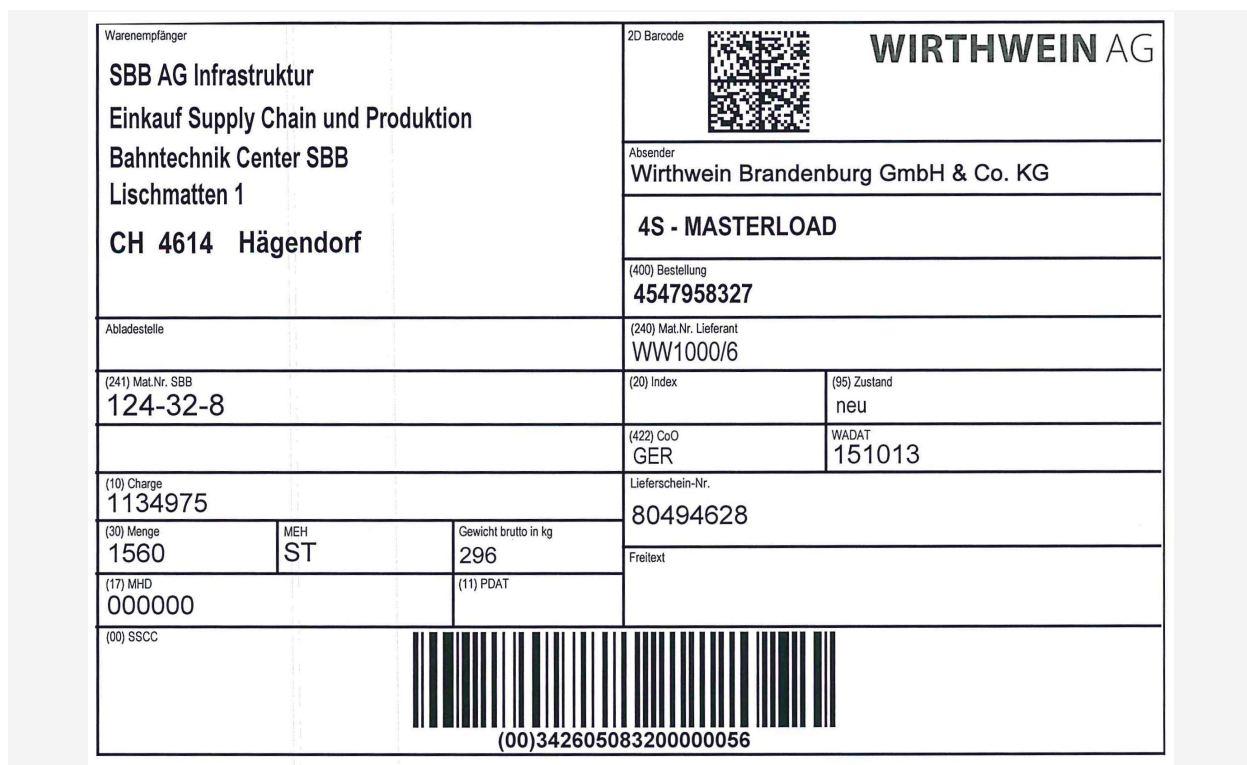 Warenempfänger
SBB AG Infrastruktur
Einkauf Supply Chain und Produktion
Bahntechnik Center SBB
Lischmatten 1
CH 4614 Hägendorf
2D Barcode
WIRTHWEIN AG
Absender
Wirthwein Brandenburg GmbH & Co. KG
4S - MASTERLOAD
(400) Bestellung
4547958327
Abladestelle
(240) Mat.Nr. Lieferant
WW1000/6
(241) Mat.Nr. SBB
124-32-8
(20) Index
(95) Zustand
neu
(422) CoO
GER
WADAT
151013
(10) Charge
1134975
Lieferschein-Nr.
80494628
(30) Menge
1560
MEH
ST
Gewicht brutto in kg
296
Freitext
(17) MHD
000000
(11) PDAT
(00) SSCC
(00)342605083200000056